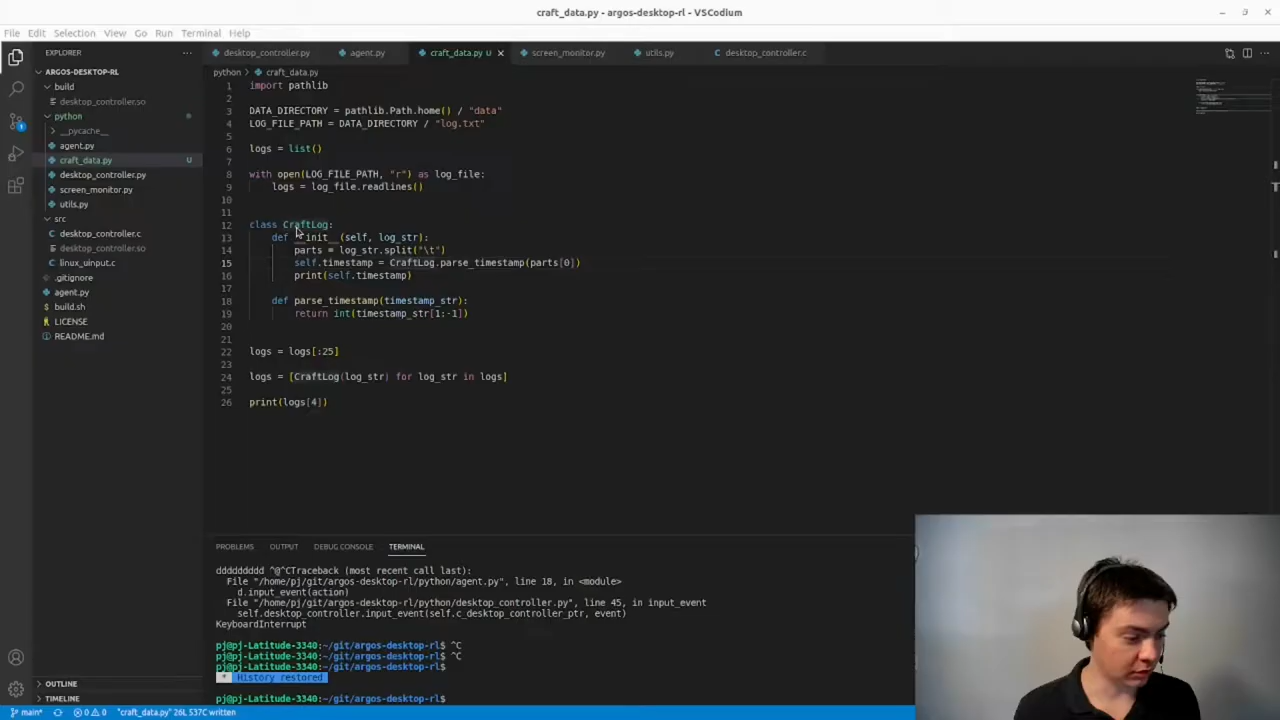 craft_data.py - argos-desktop-rl - VSCodium
File Edit Selection View Go Run Terminal Help
EXPLORER
ARGOS-DESKTOP-RL
build
desktop_controller.so
python
__pycache__
agent.py
craft_data.py U
desktop_controller.py
screen_monitor.py
utils.py
src
desktop_controller.c
desktop_controller.so
linux_uinput.c
.gitignore
agent.py
build.sh
LICENSE
README.md
OUTLINE
TIMELINE
desktop_controller.py agent.py craft_data.py U screen_monitor.py utils.py desktop_controller.c
python > craft_data.py
1 import pathlib
2
3 DATA_DIRECTORY = pathlib.Path.home() / "data"
4 LOG_FILE_PATH = DATA_DIRECTORY / "log.txt"
5
6 logs = list()
7
8 with open(LOG_FILE_PATH, "r") as log_file:
9 logs = log_file.readlines()
10
11
12 class CraftLog:
13 def __init__(self, log_str):
14 parts = log_str.split("\t")
15 self.timestamp = CraftLog.parse_timestamp(parts[0])
16 print(self.timestamp)
17
18 def parse_timestamp(timestamp_str):
19 return int(timestamp_str[1:-1])
20
21
22 logs = logs[:25]
23
24 logs = [CraftLog(log_str) for log_str in logs]
25
26 print(logs[4])
PROBLEMS OUTPUT DEBUG CONSOLE TERMINAL
ddddddddd ^@^CTraceback (most recent call last):
File "/home/pj/git/argos-desktop-rl/python/agent.py", line 18, in <module>
d.input_event(action)
File "/home/pj/git/argos-desktop-rl/python/desktop_controller.py", line 45, in input_event
self.desktop_controller.input_event(self.c_desktop_controller_ptr, event)
KeyboardInterrupt
pj@pj-Latitude-3340:~/git/argos-desktop-rl$ ^C
pj@pj-Latitude-3340:~/git/argos-desktop-rl$ ^C
pj@pj-Latitude-3340:~/git/argos-desktop-rl$
* History restored
pj@pj-Latitude-3340:~/git/argos-desktop-rl$
main* 0 0 "craft_data.py" 26L 537C written